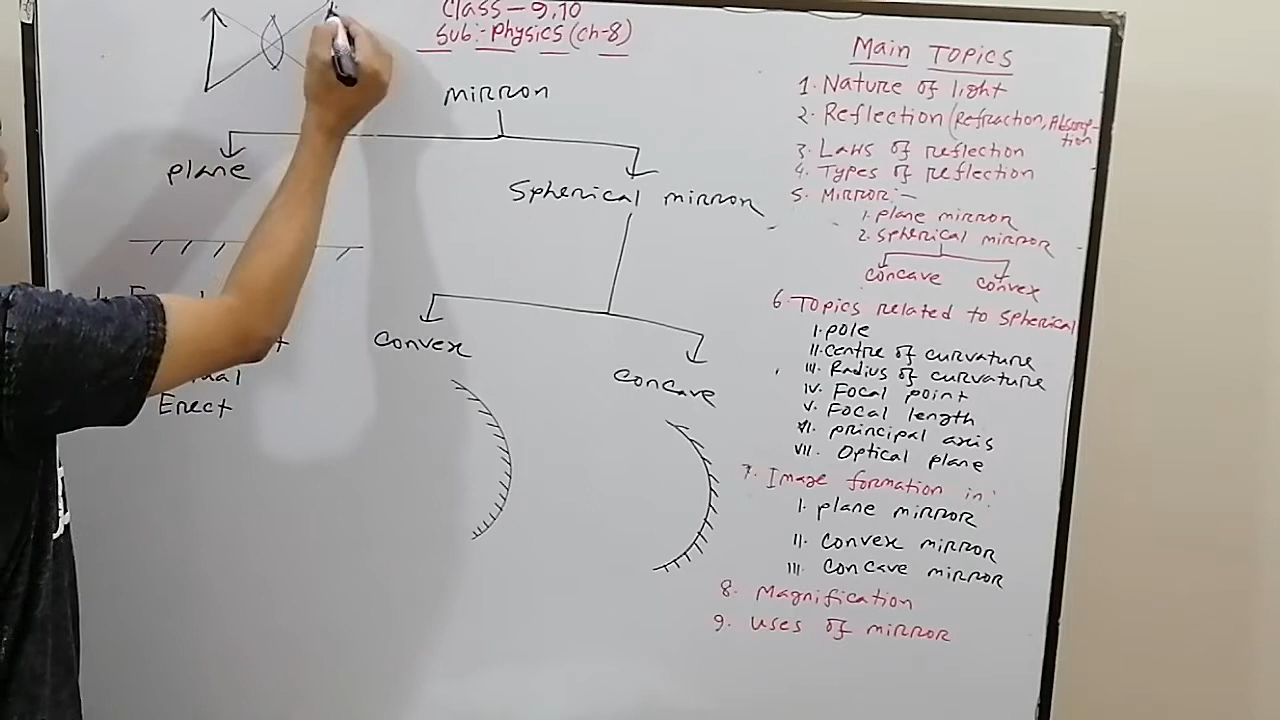 Class - 9,10
Sub:- Physics (ch-8)
Mirron
plane
Spherical mirror
Convex
Concave
Erect
Main Topics
1. Nature of light
2. Reflection (Refraction, Absorp-
tion
3. Laws of reflection
4. Types of reflection
5. Mirror:-
1. plane mirror
2. Spherical mirror
Concave convex
6. Topics related to Spherical
I. pole
II. Centre of curvature
III. Radius of curvature
IV. Focal point
V. Focal length
VI. principal axis
VII. Optical plane
7. Image formation in:
I. plane mirror
II. Convex mirror
III. Concave mirror
8. Magnification
9. Uses of mirror